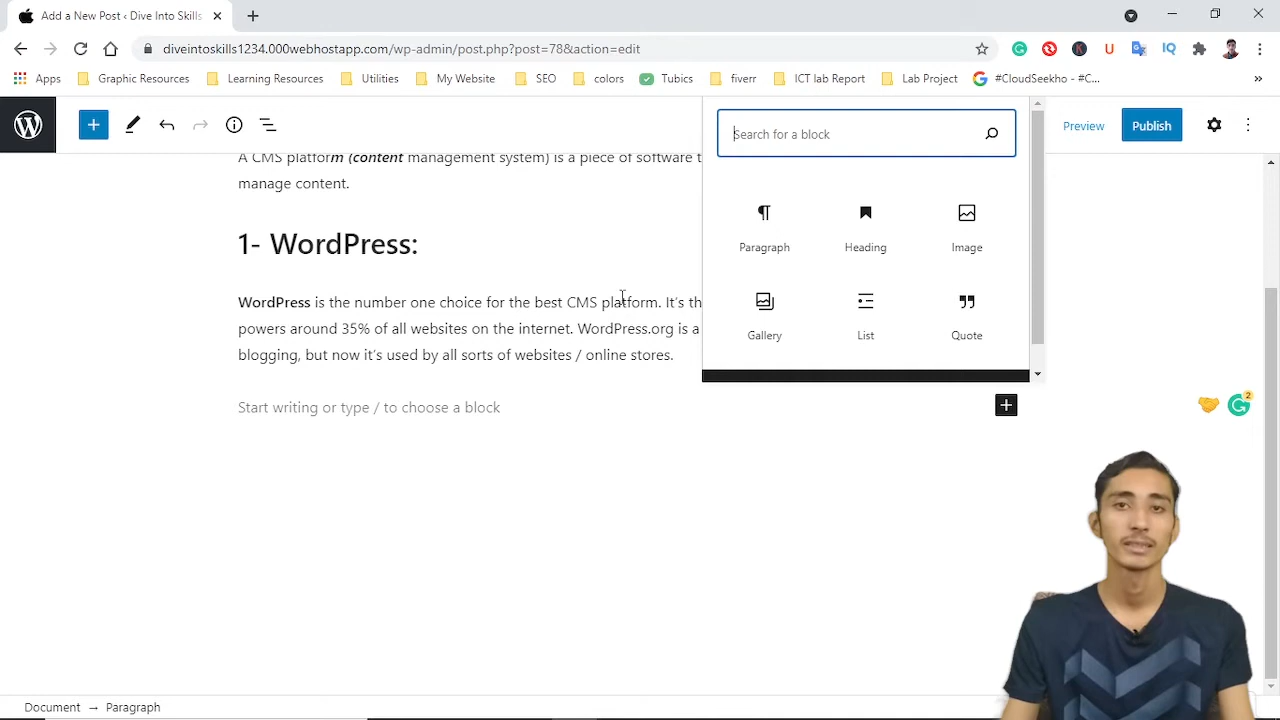 Add a New Post ‹ Dive Into Skills
diveintoskills1234.000webhostapp.com/wp-admin/post.php?post=78&action=edit
Apps Graphic Resources Learning Resources Utilities My Website SEO colors Tubics fiverr ICT lab Report Lab Project #CloudSeekho - #C...
Preview Publish
Search for a block
Paragraph Heading Image
Gallery List Quote
A CMS platform (content management system) is a piece of software t
manage content.
1- WordPress:
WordPress is the number one choice for the best CMS platform. It's th
powers around 35% of all websites on the internet. WordPress.org is a
blogging, but now it's used by all sorts of websites / online stores.
Start writing or type / to choose a block
2
Document → Paragraph